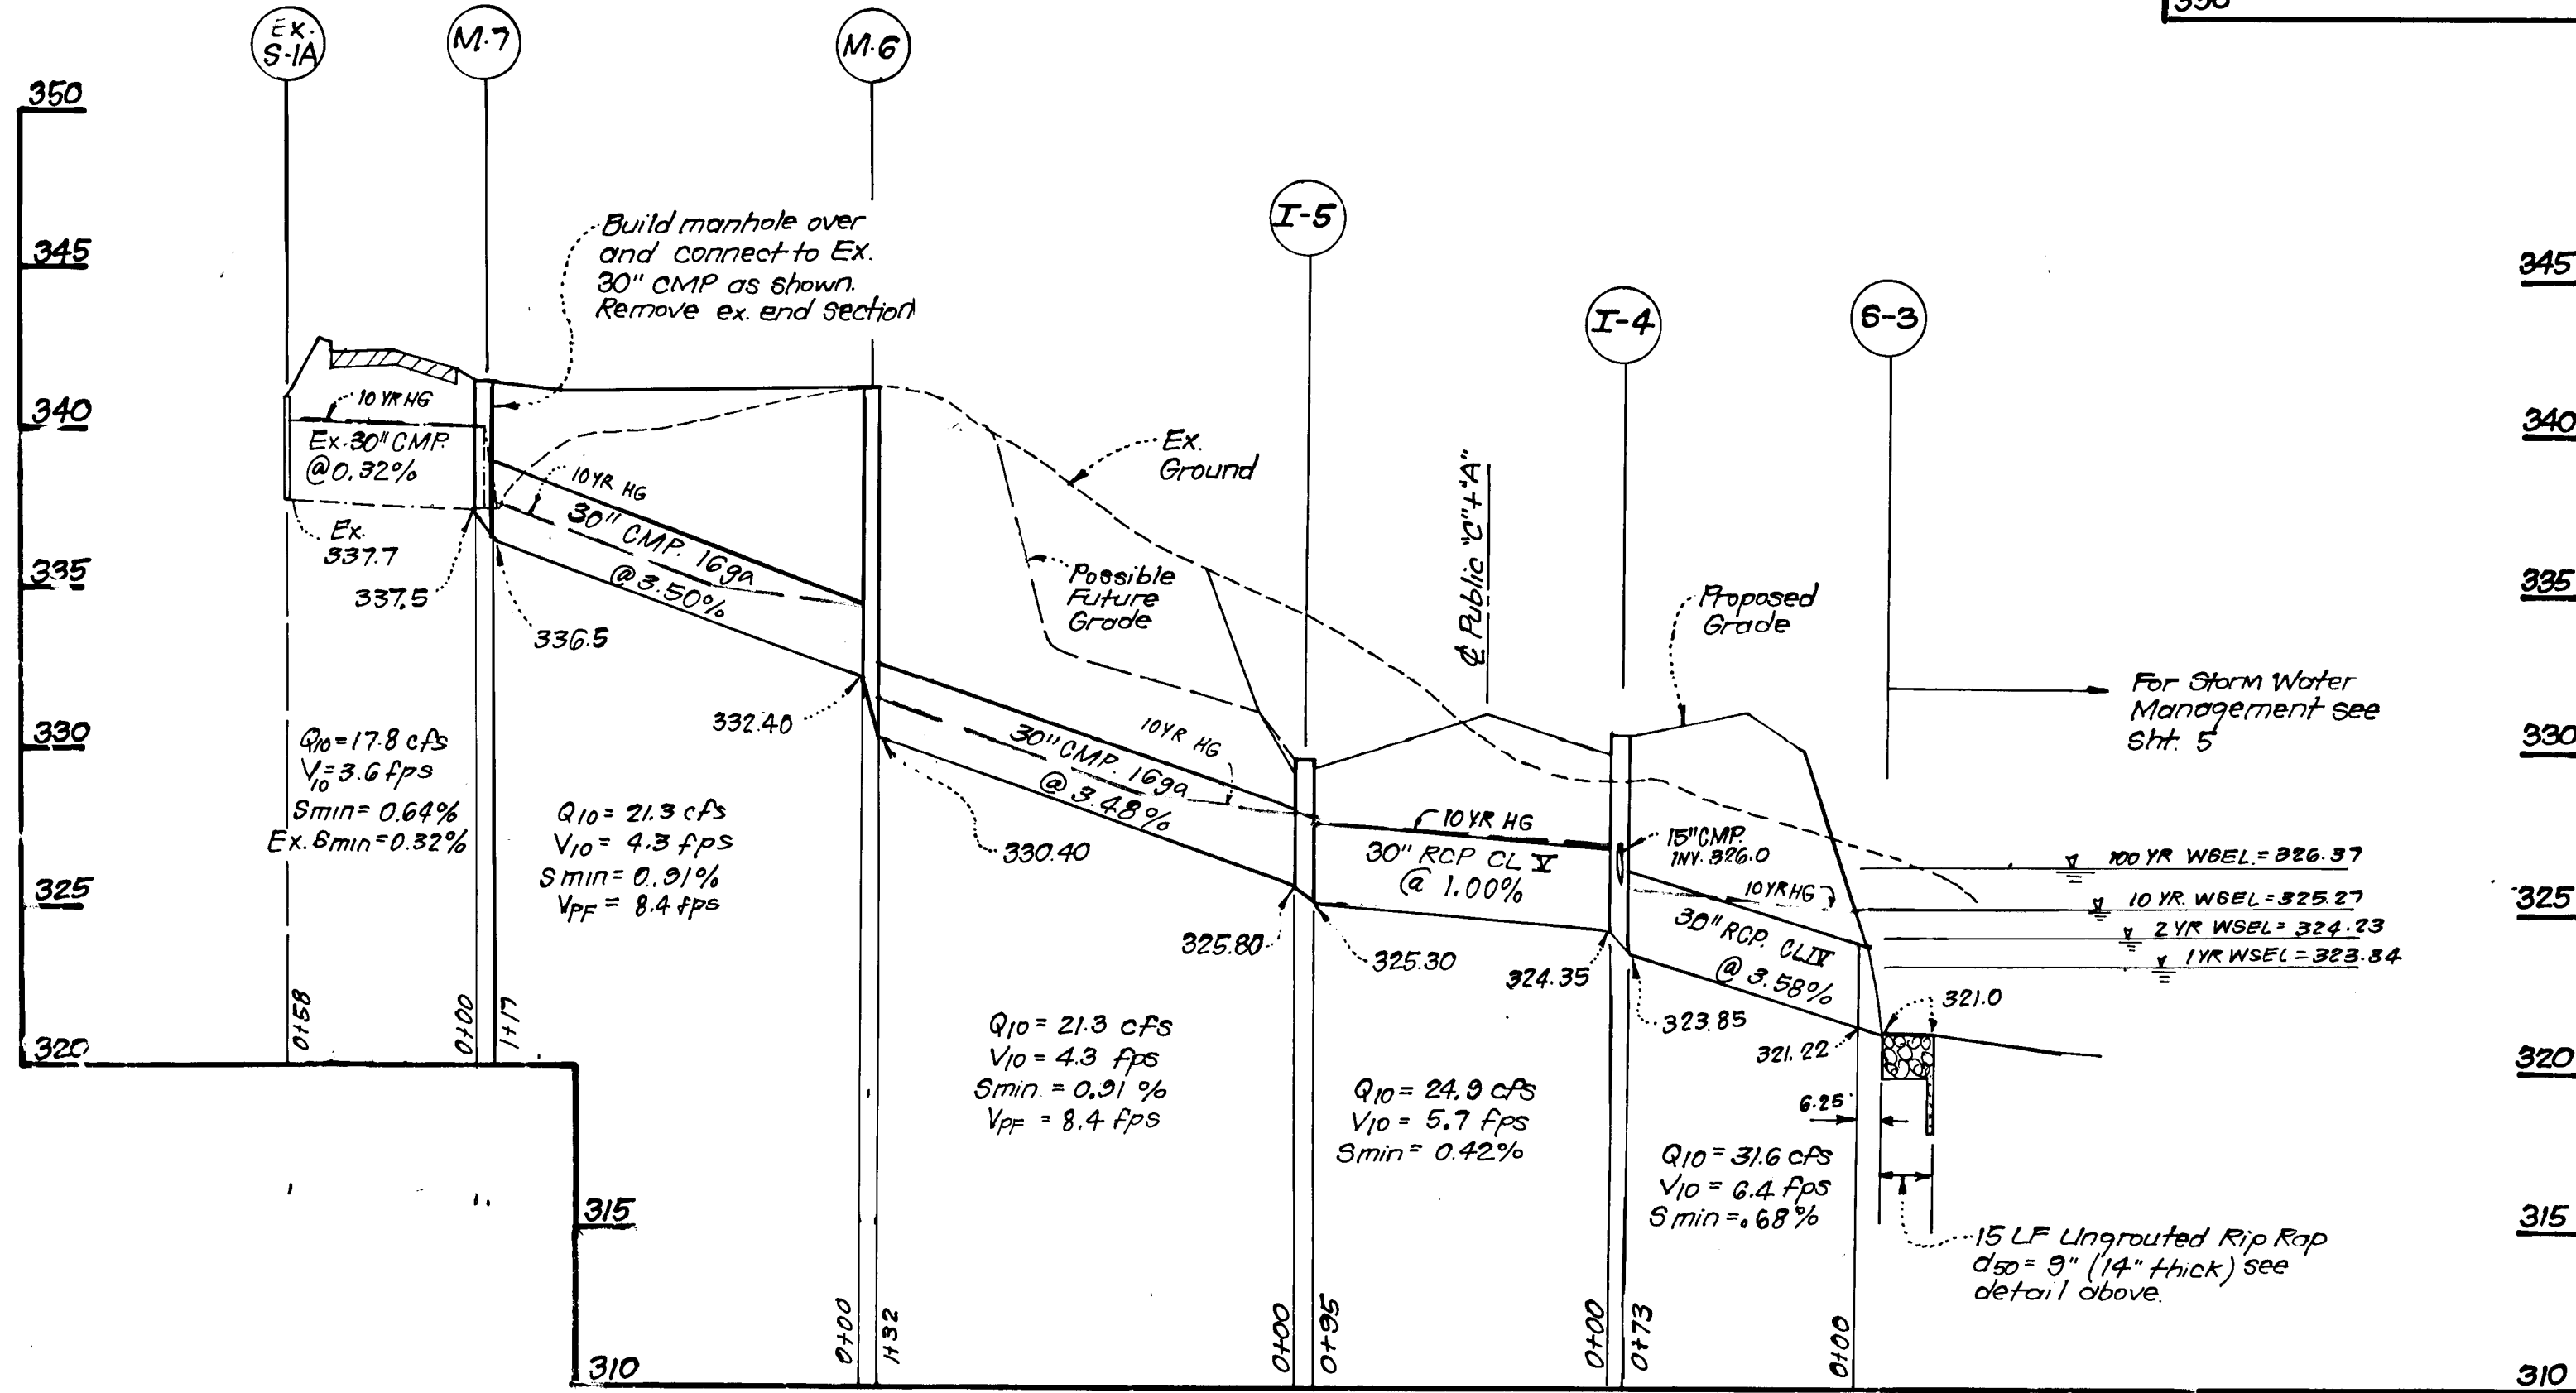 350
EX.
S-1A
M-7
M-6
I-5
I-4
S-3
350
345
340
335
330
325
320
315
310
345
340
335
330
325
320
315
310
Build manhole over
and connect to Ex.
30" CMP as shown.
Remove ex. end section
10 YR HG
Ex. 30" CMP.
@ 0.32%
Ex.
337.7
337.5
336.5
10 YR HG
30" CMP. 16ga
@ 3.50%
332.40
330.40
30" CMP. 16ga
@ 3.48%
10 YR HG
Ex.
Ground
Possible
Future
Grade
℄ Public "C"+"A"
Proposed
Grade
325.80
325.30
10 YR HG
30" RCP CL V
@ 1.00%
324.35
323.85
15" CMP.
INV. 326.0
10 YR HG
30" RCP. CL IV
@ 3.58%
321.22
321.0
6.25'
For Storm Water
Management see
Sht. 5
100 YR WSEL. = 326.37
10 YR. WSEL = 325.27
2 YR WSEL = 324.23
1 YR WSEL = 323.34
Q10 = 17.8 cfs
V10 = 3.6 fps
Smin = 0.64%
Ex. Smin = 0.32%
Q10 = 21.3 cfs
V10 = 4.3 fps
Smin = 0.91%
VPF = 8.4 fps
Q10 = 21.3 cfs
V10 = 4.3 fps
Smin. = 0.91 %
VPF = 8.4 fps
Q10 = 24.9 cfs
V10 = 5.7 fps
Smin = 0.42%
Q10 = 31.6 cfs
V10 = 6.4 fps
Smin = .68%
15 LF Ungrouted Rip Rap
d50 = 9" (14" thick) see
detail above.
0+58
0+00
1+17
0+00
1+32
0+00
0+95
0+00
0+73
0+00